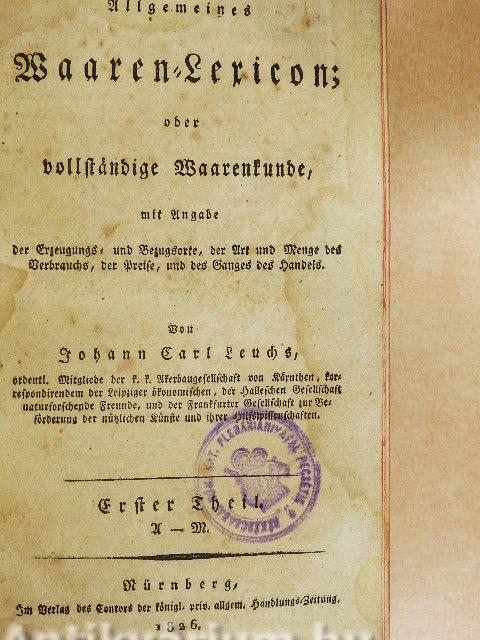 Allgemeines
Waaren-Lexicon;
oder
vollständige Waarenkunde,
mit Angabe
der Erzeugungs- und Bezugsorte, der Art und Menge des
Verbrauchs, der Preise, und des Ganges des Handels.
Von
Johann Carl Leuchs,
ordentl. Mitgliede der k. k. Akerbaugesellschaft von Kärnthen, kor-
respondirendem der Leipziger ökonomischen, der Halleschen Gesellschaft
naturforschende Freunde, und der Frankfurter Gesellschaft zur Be-
förderung der nützlichen Künste und ihrer Hilfswissenschaften.
Erster Theil.
A — M.
Nürnberg,
Im Verlag des Contors der königl. priv. allgem. Handlungs-Zeitung.
1826.